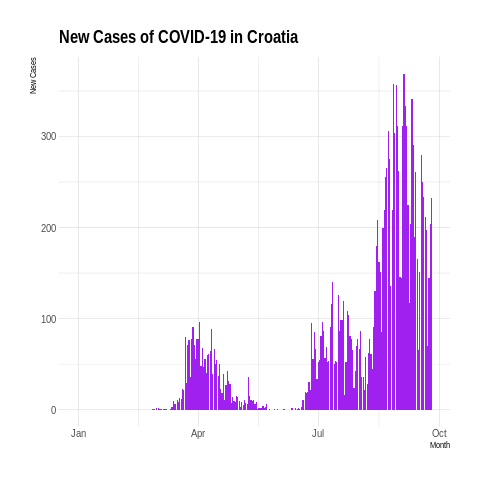 New Cases of COVID-19 in Croatia
New Cases
300
200
100
0
Jan Apr Jul Oct
Month